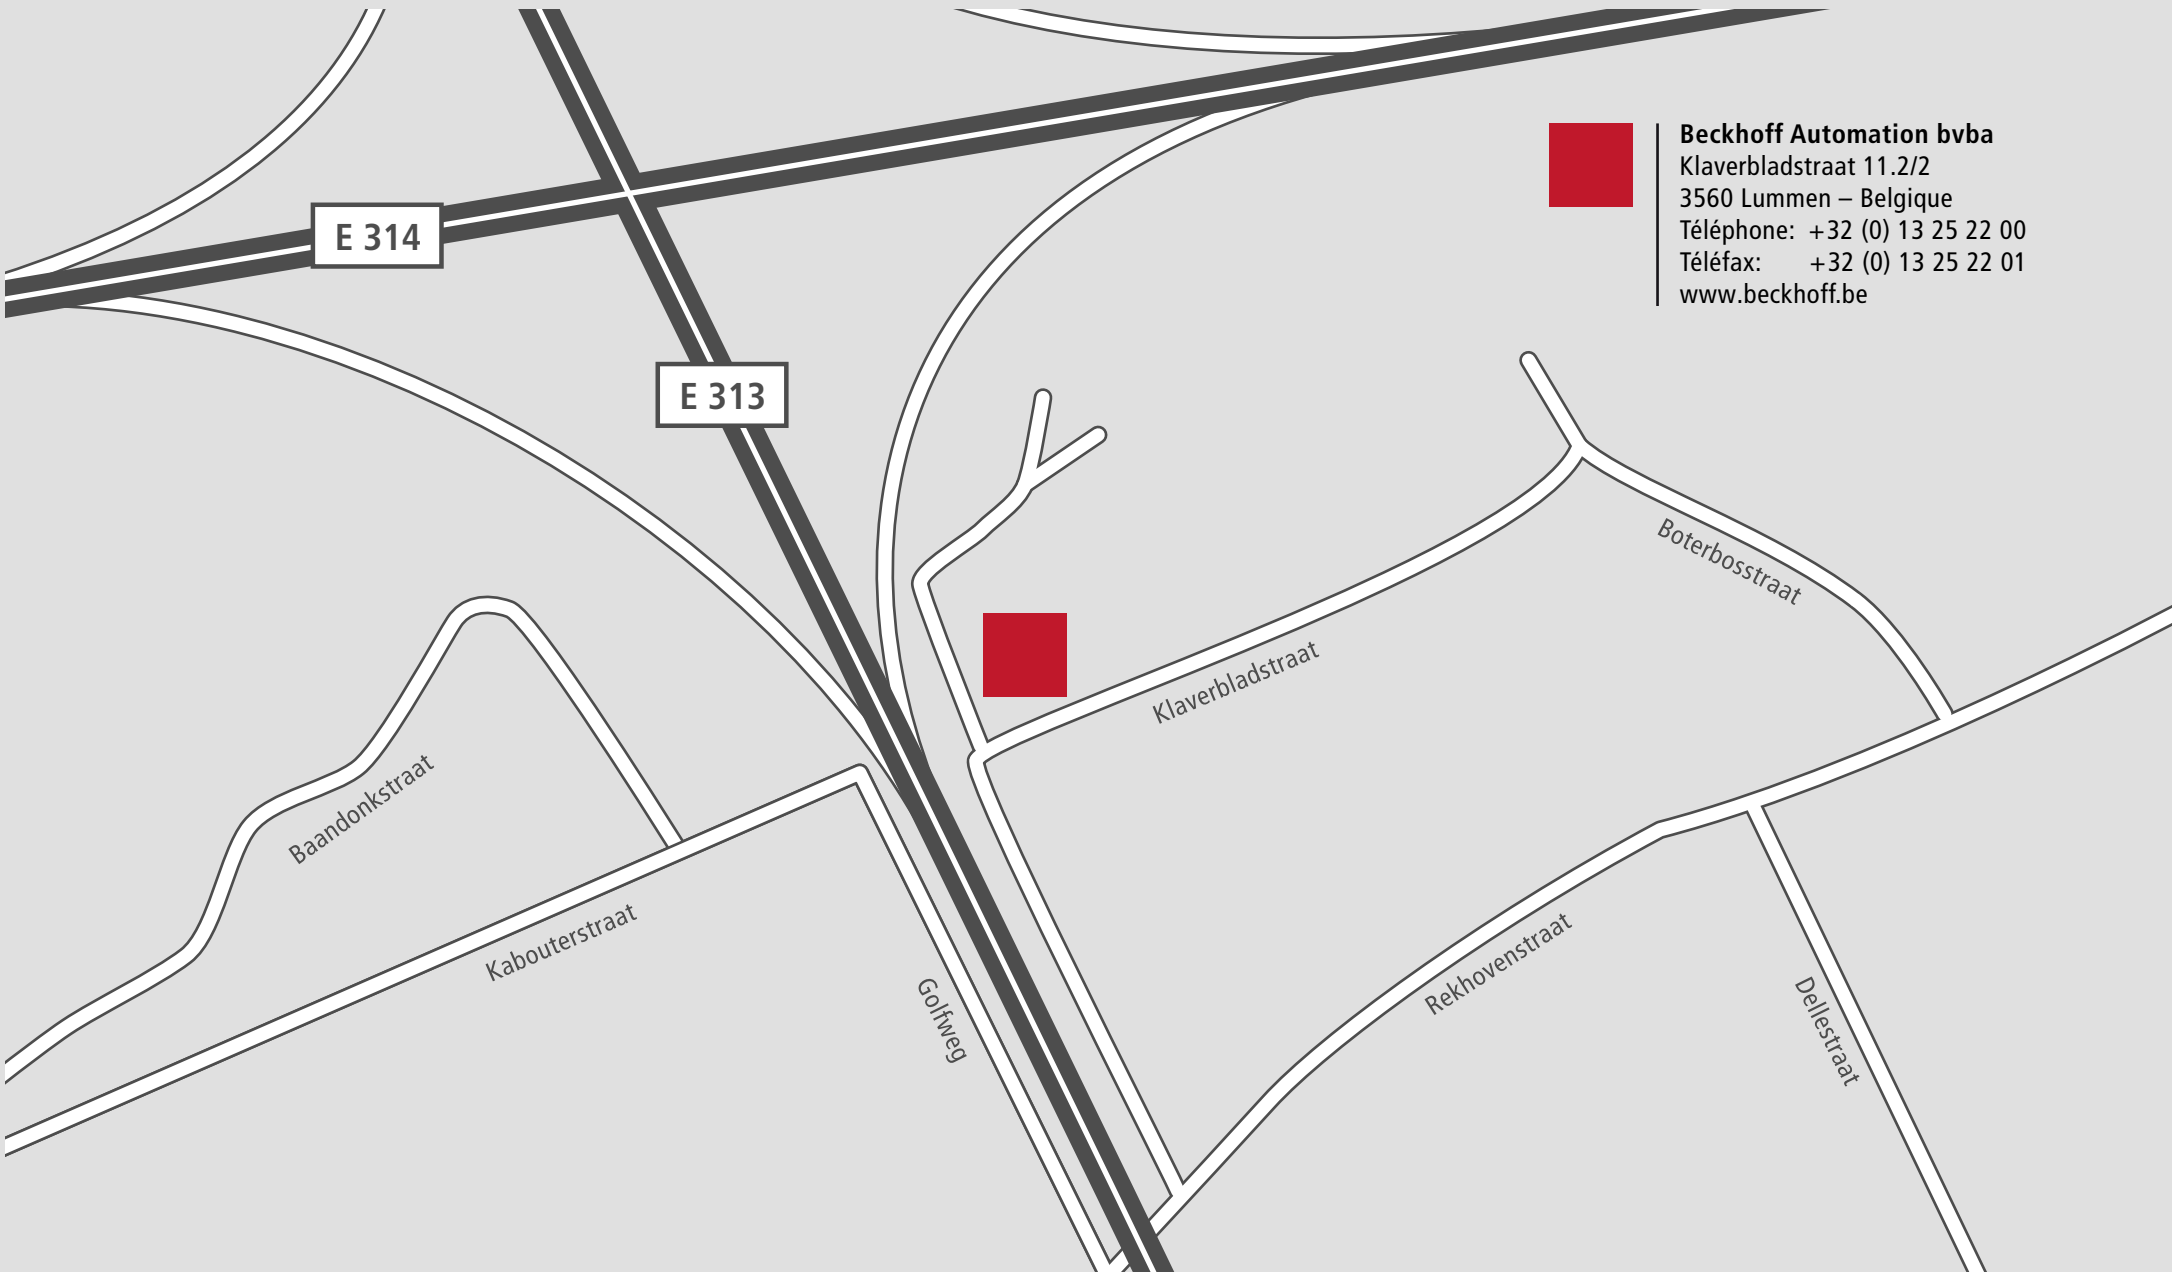 Beckhoff Automation bvba
Klaverbladstraat 11.2/2
3560 Lummen – Belgique
Téléphone: +32 (0) 13 25 22 00
Téléfax: +32 (0) 13 25 22 01
www.beckhoff.be
E 314
E 313
Boterbosstraat
Klaverbladstraat
Baandonkstraat
Kabouterstraat
Golfweg
Rekhovenstraat
Dellestraat